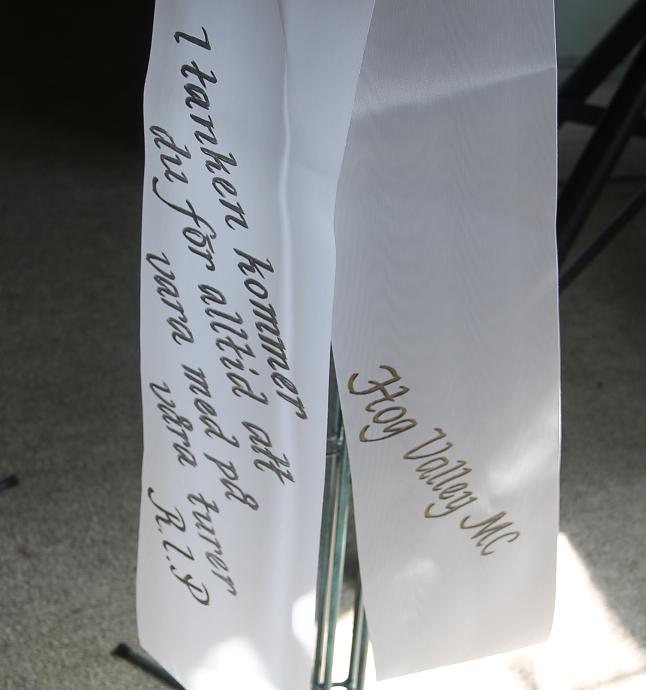 I tanken kommer
du för alltid att
vara med på
våra turer
R.I.P
Hog Valley MC